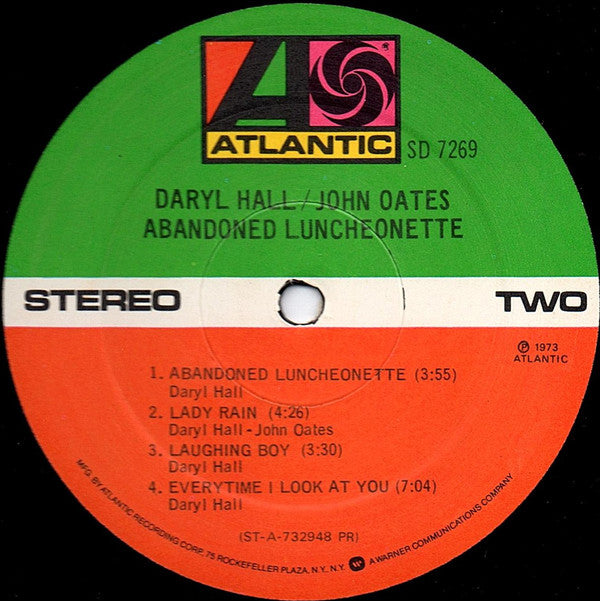 ATLANTIC
SD 7269
DARYL HALL/JOHN OATES
ABANDONED LUNCHEONETTE
STEREO
TWO
℗ 1973
ATLANTIC
1. ABANDONED LUNCHEONETTE (3:55)
Daryl Hall
2. LADY RAIN (4:26)
Daryl Hall-John Oates
3. LAUGHING BOY (3:30)
Daryl Hall
4. EVERYTIME I LOOK AT YOU (7:04)
Daryl Hall
(ST-A-732948 PR)
MFG. BY ATLANTIC RECORDING CORP., 75 ROCKEFELLER PLAZA, N.Y. N.Y. A WARNER COMMUNICATIONS COMPANY